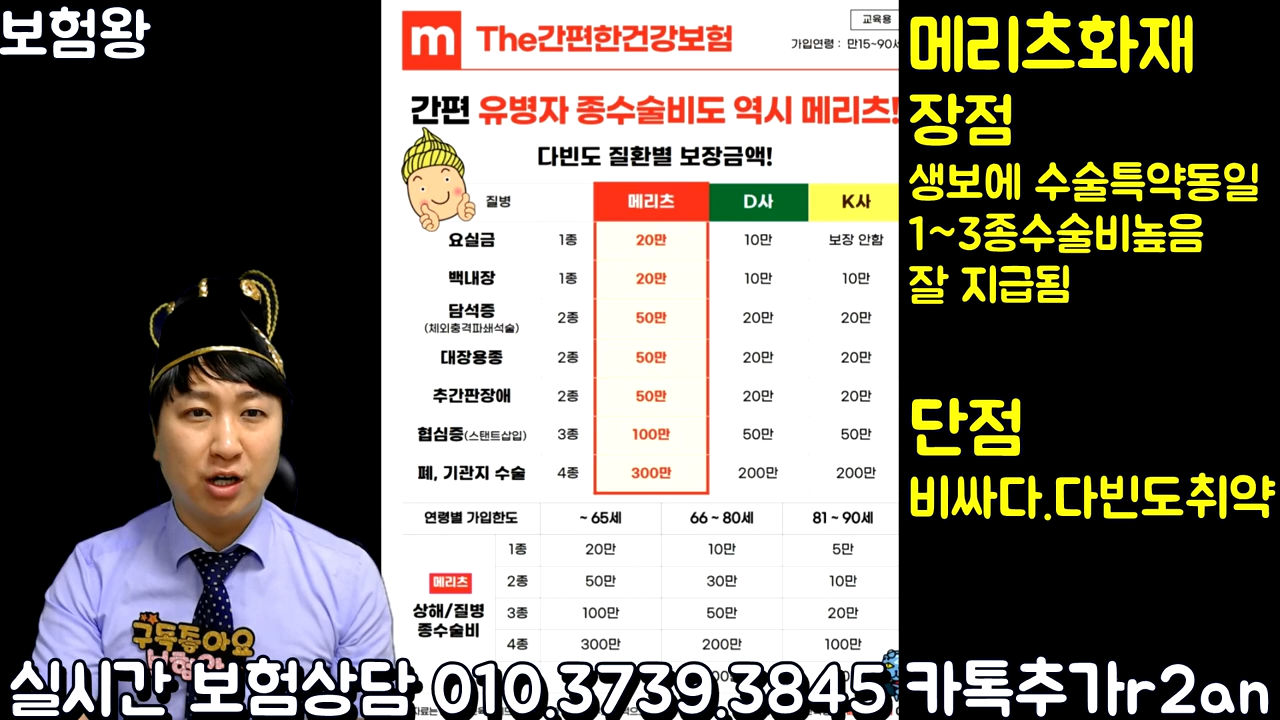 보험왕
m The간편한건강보험
교육용
가입연령 : 만15~90세
간편 유병자 종수술비도 역시 메리츠!
다빈도 질환별 보장금액!
질병 메리츠 D사 K사
요실금 1종 20만 10만 보장 안함
백내장 1종 20만 10만 10만
담석증 2종 50만 20만 20만
(체외충격파쇄석술)
대장용종 2종 50만 20만 20만
추간판장애 2종 50만 20만 20만
협심증(스탠트삽입) 3종 100만 50만 50만
폐, 기관지 수술 4종 300만 200만 200만
연령별 가입한도 ~ 65세 66 ~ 80세 81 ~ 90세
1종 20만 10만 5만
메리츠 2종 50만 30만 10만
상해/질병 3종 100만 50만 20만
종수술비
4종 300만 200만 100만
메리츠화재
장점
생보에 수술특약동일
1~3종수술비높음
잘 지급됨
단점
비싸다.다빈도취약
구독좋아요
보험왕
실시간 보험상담 010.3739.3845 카톡추가r2an